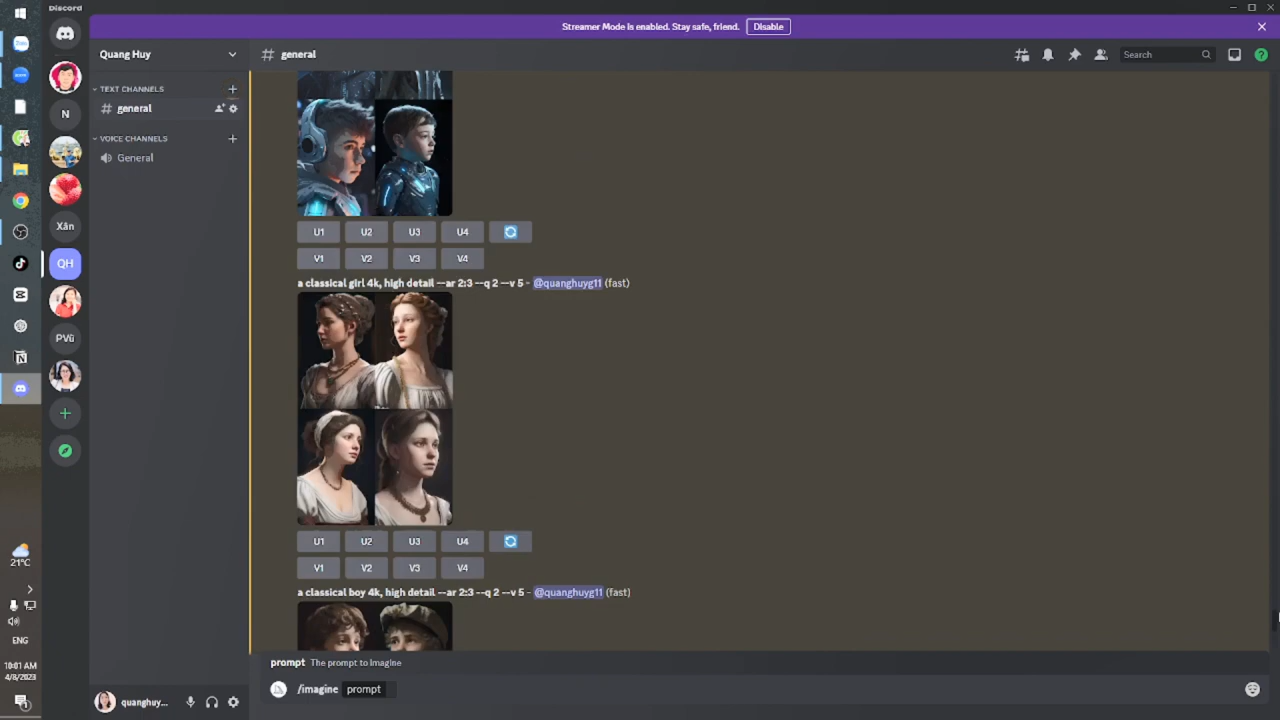 Discord
Streamer Mode is enabled. Stay safe, friend.
Disable
Quang Huy
# general
Search
TEXT CHANNELS
# general
VOICE CHANNELS
General
N
Xân
QH
PVù
U1 U2 U3 U4
V1 V2 V3 V4
a classical girl 4k, high detail --ar 2:3 --q 2 --v 5 - @quanghuyg11 (fast)
U1 U2 U3 U4
V1 V2 V3 V4
a classical boy 4k, high detail --ar 2:3 --q 2 --v 5 - @quanghuyg11 (fast)
prompt The prompt to imagine
/imagine prompt
quanghuy...
21°C
ENG
10:01 AM
4/8/2023